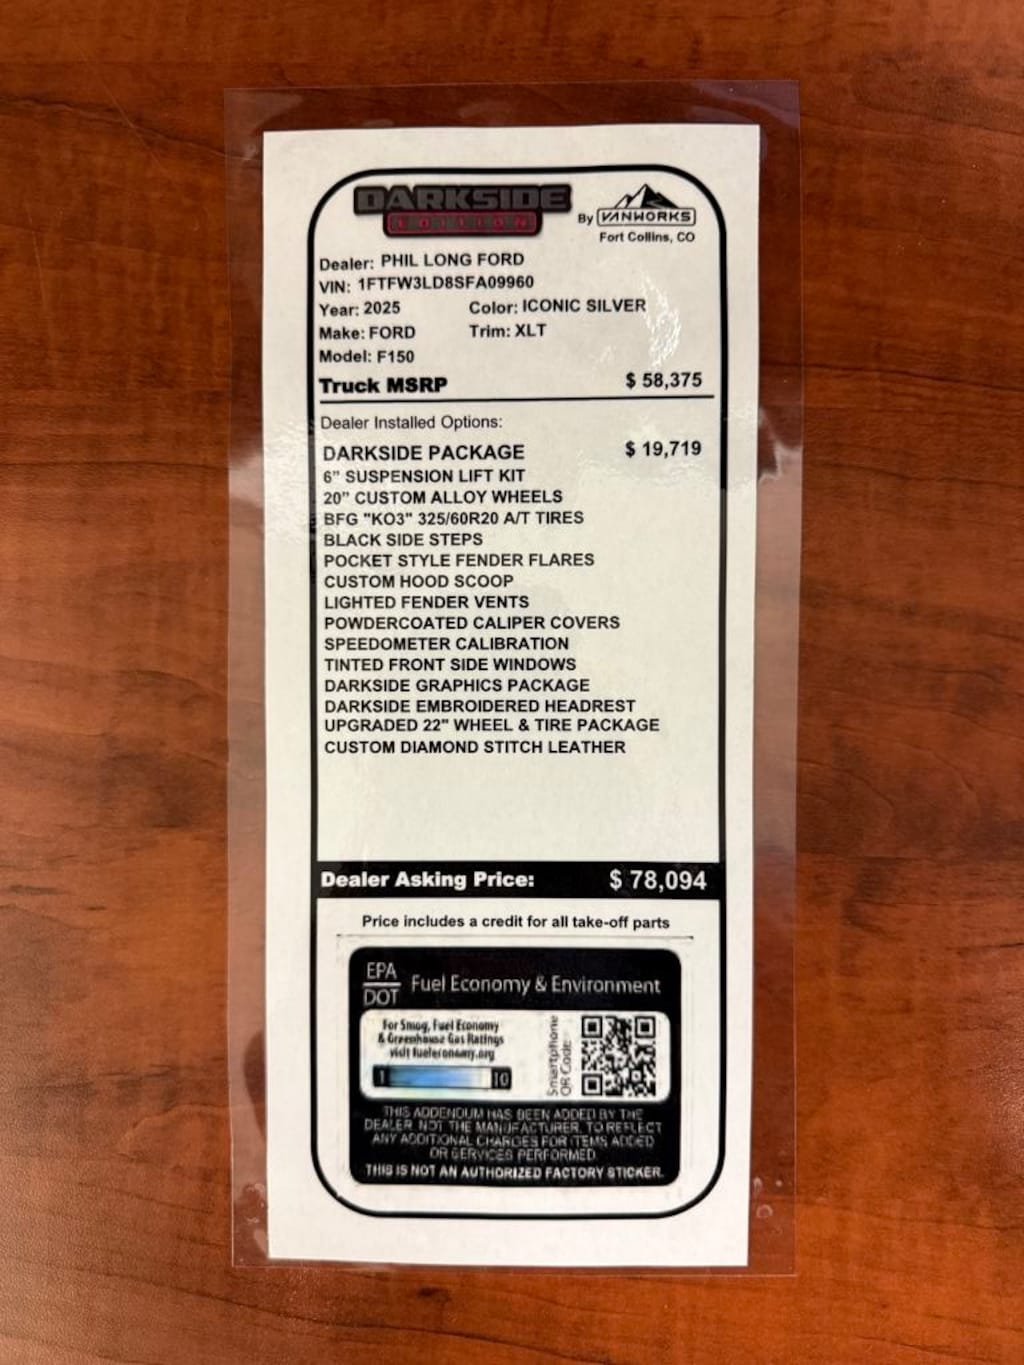 DARKSIDE
EDITION
By VANWORKS
Fort Collins, CO
Dealer: PHIL LONG FORD
VIN: 1FTFW3LD8SFA09960
Year: 2025 Color: ICONIC SILVER
Make: FORD Trim: XLT
Model: F150
Truck MSRP $ 58,375
Dealer Installed Options:
DARKSIDE PACKAGE $ 19,719
6” SUSPENSION LIFT KIT
20” CUSTOM ALLOY WHEELS
BFG "KO3" 325/60R20 A/T TIRES
BLACK SIDE STEPS
POCKET STYLE FENDER FLARES
CUSTOM HOOD SCOOP
LIGHTED FENDER VENTS
POWDERCOATED CALIPER COVERS
SPEEDOMETER CALIBRATION
TINTED FRONT SIDE WINDOWS
DARKSIDE GRAPHICS PACKAGE
DARKSIDE EMBROIDERED HEADREST
UPGRADED 22" WHEEL & TIRE PACKAGE
CUSTOM DIAMOND STITCH LEATHER
Dealer Asking Price: $ 78,094
Price includes a credit for all take-off parts
EPA
DOT
Fuel Economy & Environment
For Smog, Fuel Economy
& Greenhouse Gas Ratings
visit fueleconomy.org
1 10
Smartphone
QR Code
THIS ADDENDUM HAS BEEN ADDED BY THE
DEALER, NOT THE MANUFACTURER, TO REFLECT
ANY ADDITIONAL CHARGES FOR ITEMS ADDED
OR SERVICES PERFORMED.
THIS IS NOT AN AUTHORIZED FACTORY STICKER.